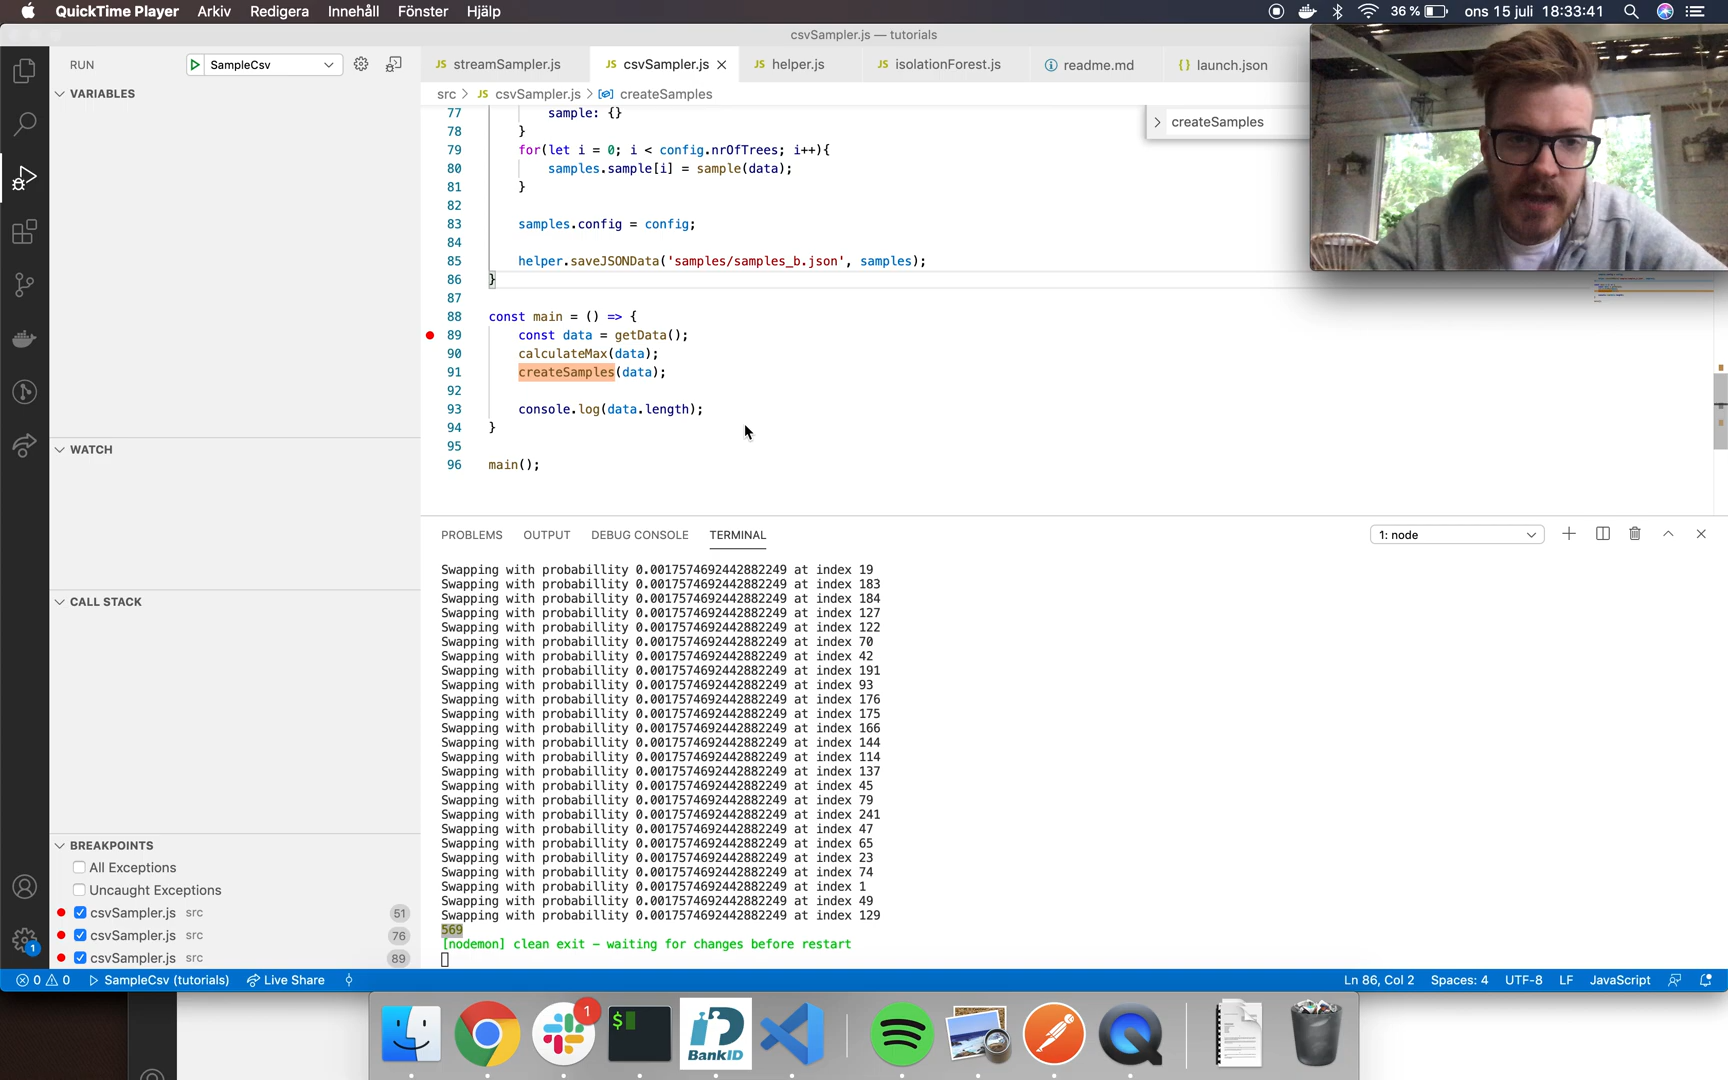 QuickTime Player Arkiv Redigera Innehåll Fönster Hjälp 36 % ons 15 juli 18:33:41
csvSampler.js — tutorials
RUN SampleCsv
JS streamSampler.js JS csvSampler.js JS helper.js JS isolationForest.js readme.md {} launch.json
src > JS csvSampler.js > createSamples
createSamples
VARIABLES
WATCH
CALL STACK
BREAKPOINTS
All Exceptions
Uncaught Exceptions
csvSampler.js src 51
csvSampler.js src 76
csvSampler.js src 89
77 sample: {}
78 }
79 for(let i = 0; i < config.nrOfTrees; i++){
80 samples.sample[i] = sample(data);
81 }
82
83 samples.config = config;
84
85 helper.saveJSONData('samples/samples_b.json', samples);
86 }
87
88 const main = () => {
89 const data = getData();
90 calculateMax(data);
91 createSamples(data);
92
93 console.log(data.length);
94 }
95
96 main();
PROBLEMS OUTPUT DEBUG CONSOLE TERMINAL 1: node
Swapping with probabillity 0.0017574692442882249 at index 19
Swapping with probabillity 0.0017574692442882249 at index 183
Swapping with probabillity 0.0017574692442882249 at index 184
Swapping with probabillity 0.0017574692442882249 at index 127
Swapping with probabillity 0.0017574692442882249 at index 122
Swapping with probabillity 0.0017574692442882249 at index 70
Swapping with probabillity 0.0017574692442882249 at index 42
Swapping with probabillity 0.0017574692442882249 at index 191
Swapping with probabillity 0.0017574692442882249 at index 93
Swapping with probabillity 0.0017574692442882249 at index 176
Swapping with probabillity 0.0017574692442882249 at index 175
Swapping with probabillity 0.0017574692442882249 at index 166
Swapping with probabillity 0.0017574692442882249 at index 144
Swapping with probabillity 0.0017574692442882249 at index 114
Swapping with probabillity 0.0017574692442882249 at index 137
Swapping with probabillity 0.0017574692442882249 at index 45
Swapping with probabillity 0.0017574692442882249 at index 79
Swapping with probabillity 0.0017574692442882249 at index 241
Swapping with probabillity 0.0017574692442882249 at index 47
Swapping with probabillity 0.0017574692442882249 at index 65
Swapping with probabillity 0.0017574692442882249 at index 23
Swapping with probabillity 0.0017574692442882249 at index 74
Swapping with probabillity 0.0017574692442882249 at index 1
Swapping with probabillity 0.0017574692442882249 at index 49
Swapping with probabillity 0.0017574692442882249 at index 129
569
[nodemon] clean exit - waiting for changes before restart
1
0 0 SampleCsv (tutorials) Live Share Ln 86, Col 2 Spaces: 4 UTF-8 LF JavaScript
1
$
iD
BankID